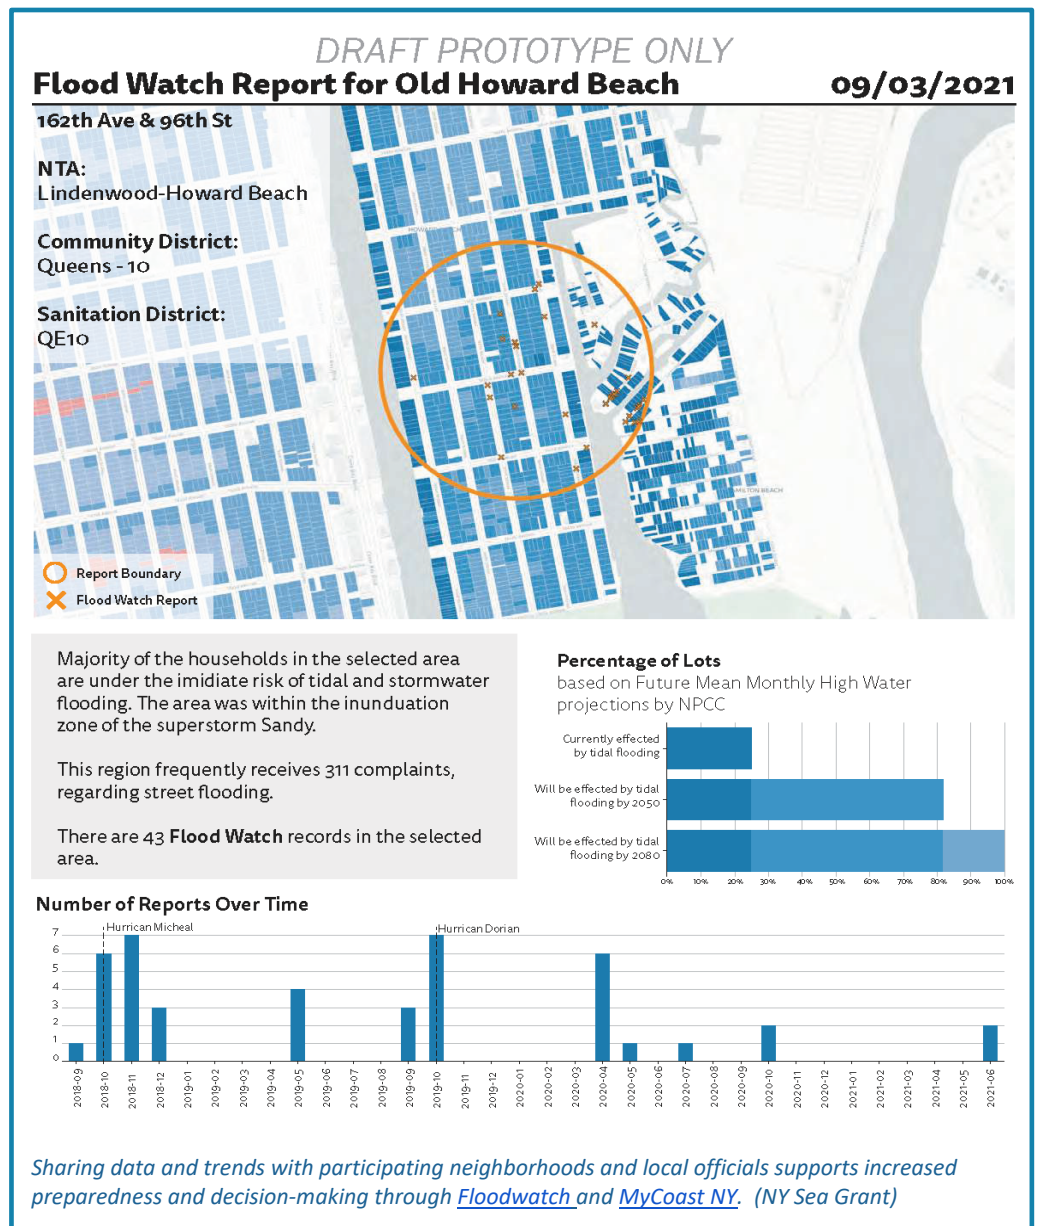 DRAFT PROTOTYPE ONLY
Flood Watch Report for Old Howard Beach 09/03/2021
162th Ave & 96th St
NTA:
Lindenwood-Howard Beach
Community District:
Queens - 10
Sanitation District:
QE10
HAMILTON BEACH
Report Boundary
Flood Watch Report
Majority of the households in the selected area
are under the imidiate risk of tidal and stormwater
flooding. The area was within the inunduation
zone of the superstorm Sandy.
This region frequently receives 311 complaints,
regarding street flooding.
There are 43 Flood Watch records in the selected
area.
Percentage of Lots
based on Future Mean Monthly High Water
projections by NPCC
Currently effected
by tidal flooding
Will be effected by tidal
flooding by 2050
Will be effected by tidal
flooding by 2080
0% 10% 20% 30% 40% 50% 60% 70% 80% 90% 100%
Number of Reports Over Time
Hurrican Micheal
Hurrican Dorian
7
6
5
4
3
2
1
0
2018-09
2018-10
2018-11
2018-12
2019-01
2019-02
2019-03
2019-04
2019-05
2019-06
2019-07
2019-08
2019-09
2019-10
2019-11
2019-12
2020-01
2020-02
2020-03
2020-04
2020-05
2020-06
2020-07
2020-08
2020-09
2020-10
2020-11
2020-12
2021-01
2021-02
2021-03
2021-04
2021-05
2021-06
Sharing data and trends with participating neighborhoods and local officials supports increased
preparedness and decision-making through Floodwatch and MyCoast NY. (NY Sea Grant)